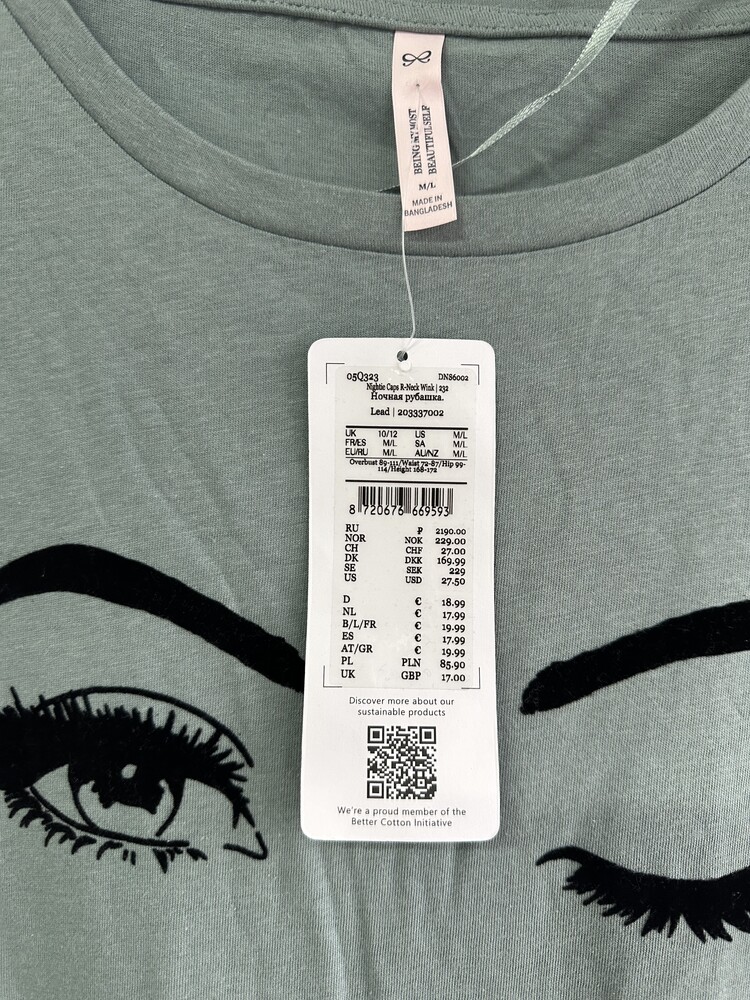 BEING MY MOST
BEAUTIFUL SELF
M/L
MADE IN
BANGLADESH
05Q323 DNS6002
Nightie Caps R-Neck Wink | 232
Ночная рубашка.
Lead | 203337002
UK 10/12 US M/L
FR/ES M/L SA M/L
EU/RU M/L AU/NZ M/L
Overbust 89-111/Waist 72-87/Hip 99-
114/Height 168-172
8 720676 669593
RU ₽ 2190.00
NOR NOK 229.00
CH CHF 27.00
DK DKK 169.99
SE SEK 229
US USD 27.50
D € 18.99
NL € 17.99
B/L/FR € 19.99
ES € 17.99
AT/GR € 19.99
PL PLN 85.90
UK GBP 17.00
Discover more about our
sustainable products
We're a proud member of the
Better Cotton Initiative